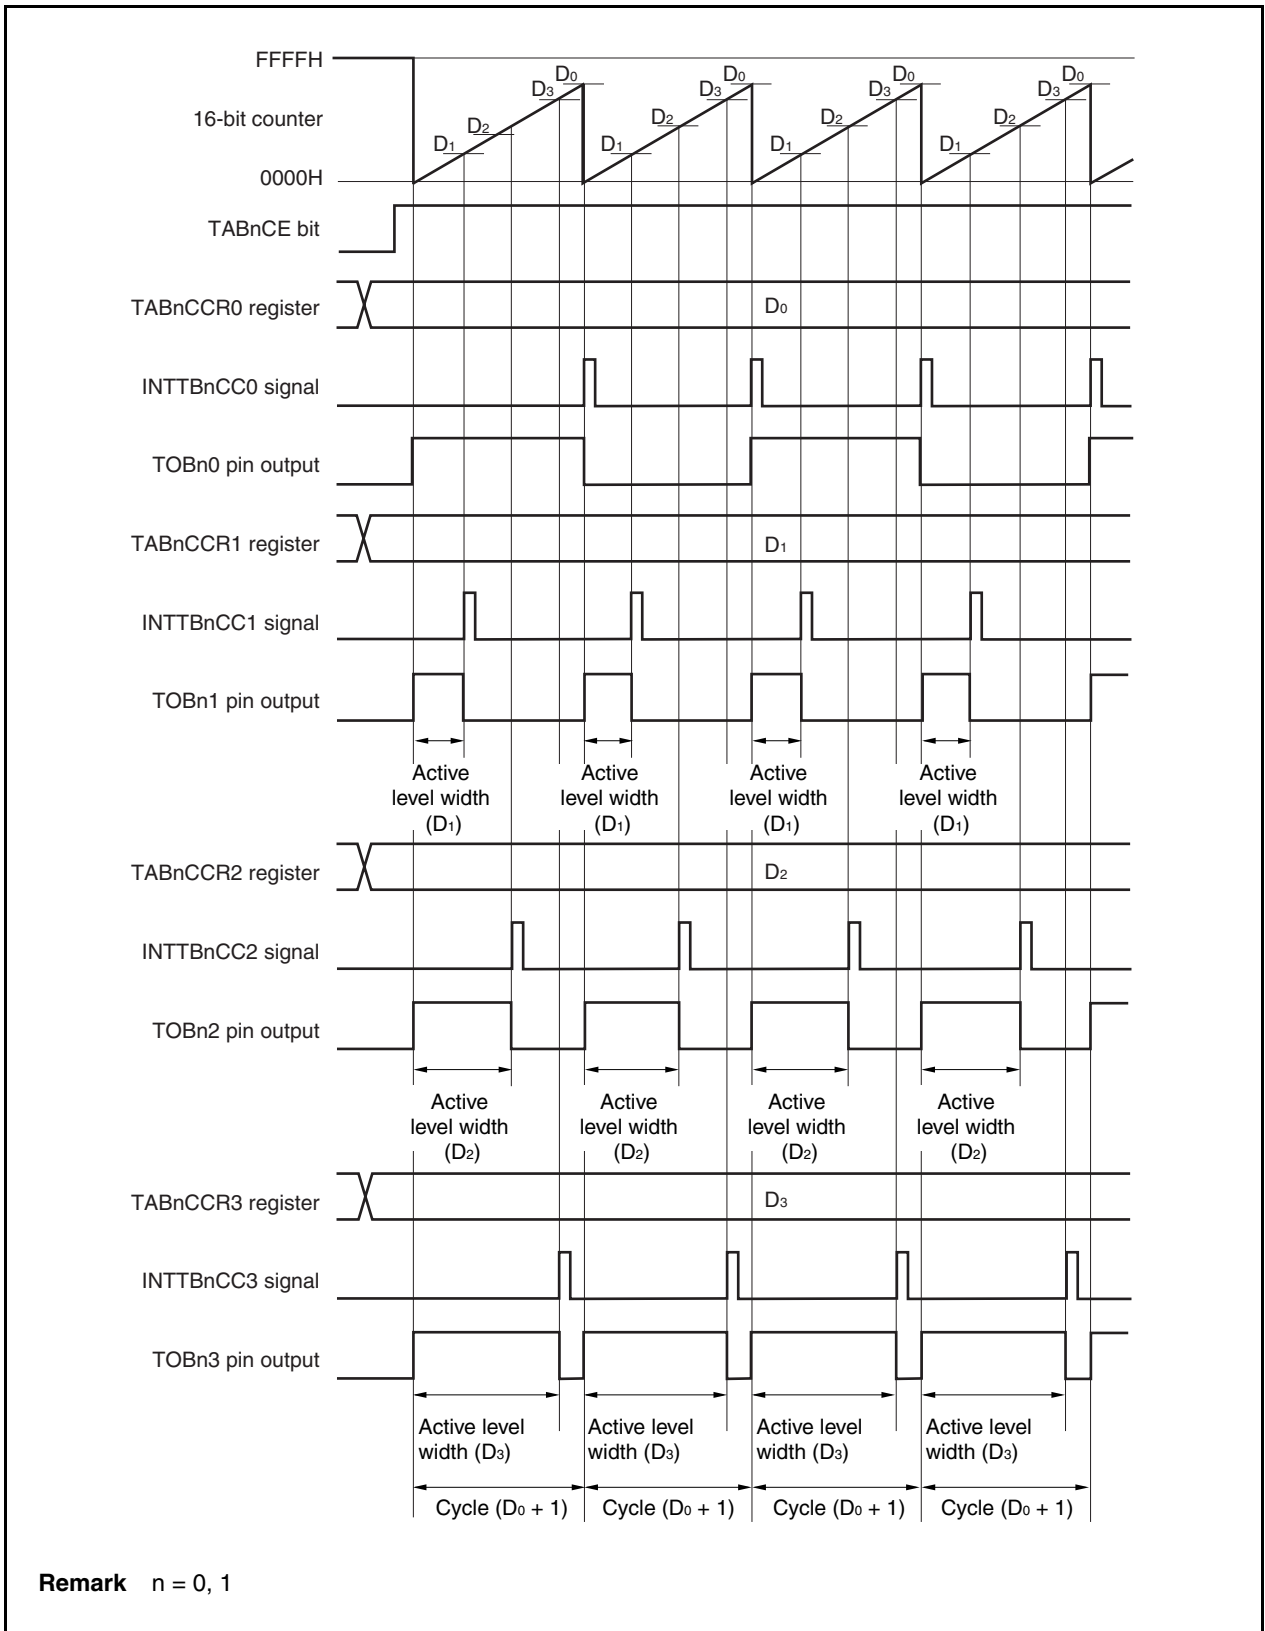 FFFFH
D0 D0 D0 D0
D3 D3 D3 D3
16-bit counter
D2 D2 D2 D2
D1 D1 D1 D1
0000H
TABnCE bit
TABnCCR0 register D0
INTTBnCC0 signal
TOBn0 pin output
TABnCCR1 register D1
INTTBnCC1 signal
TOBn1 pin output
Active Active Active Active
level width level width level width level width
(D1) (D1) (D1) (D1)
TABnCCR2 register D2
INTTBnCC2 signal
TOBn2 pin output
Active Active Active Active
level width level width level width level width
(D2) (D2) (D2) (D2)
TABnCCR3 register D3
INTTBnCC3 signal
TOBn3 pin output
Active level Active level Active level Active level
width (D3) width (D3) width (D3) width (D3)
Cycle (D0 + 1) Cycle (D0 + 1) Cycle (D0 + 1) Cycle (D0 + 1)
Remark n = 0, 1